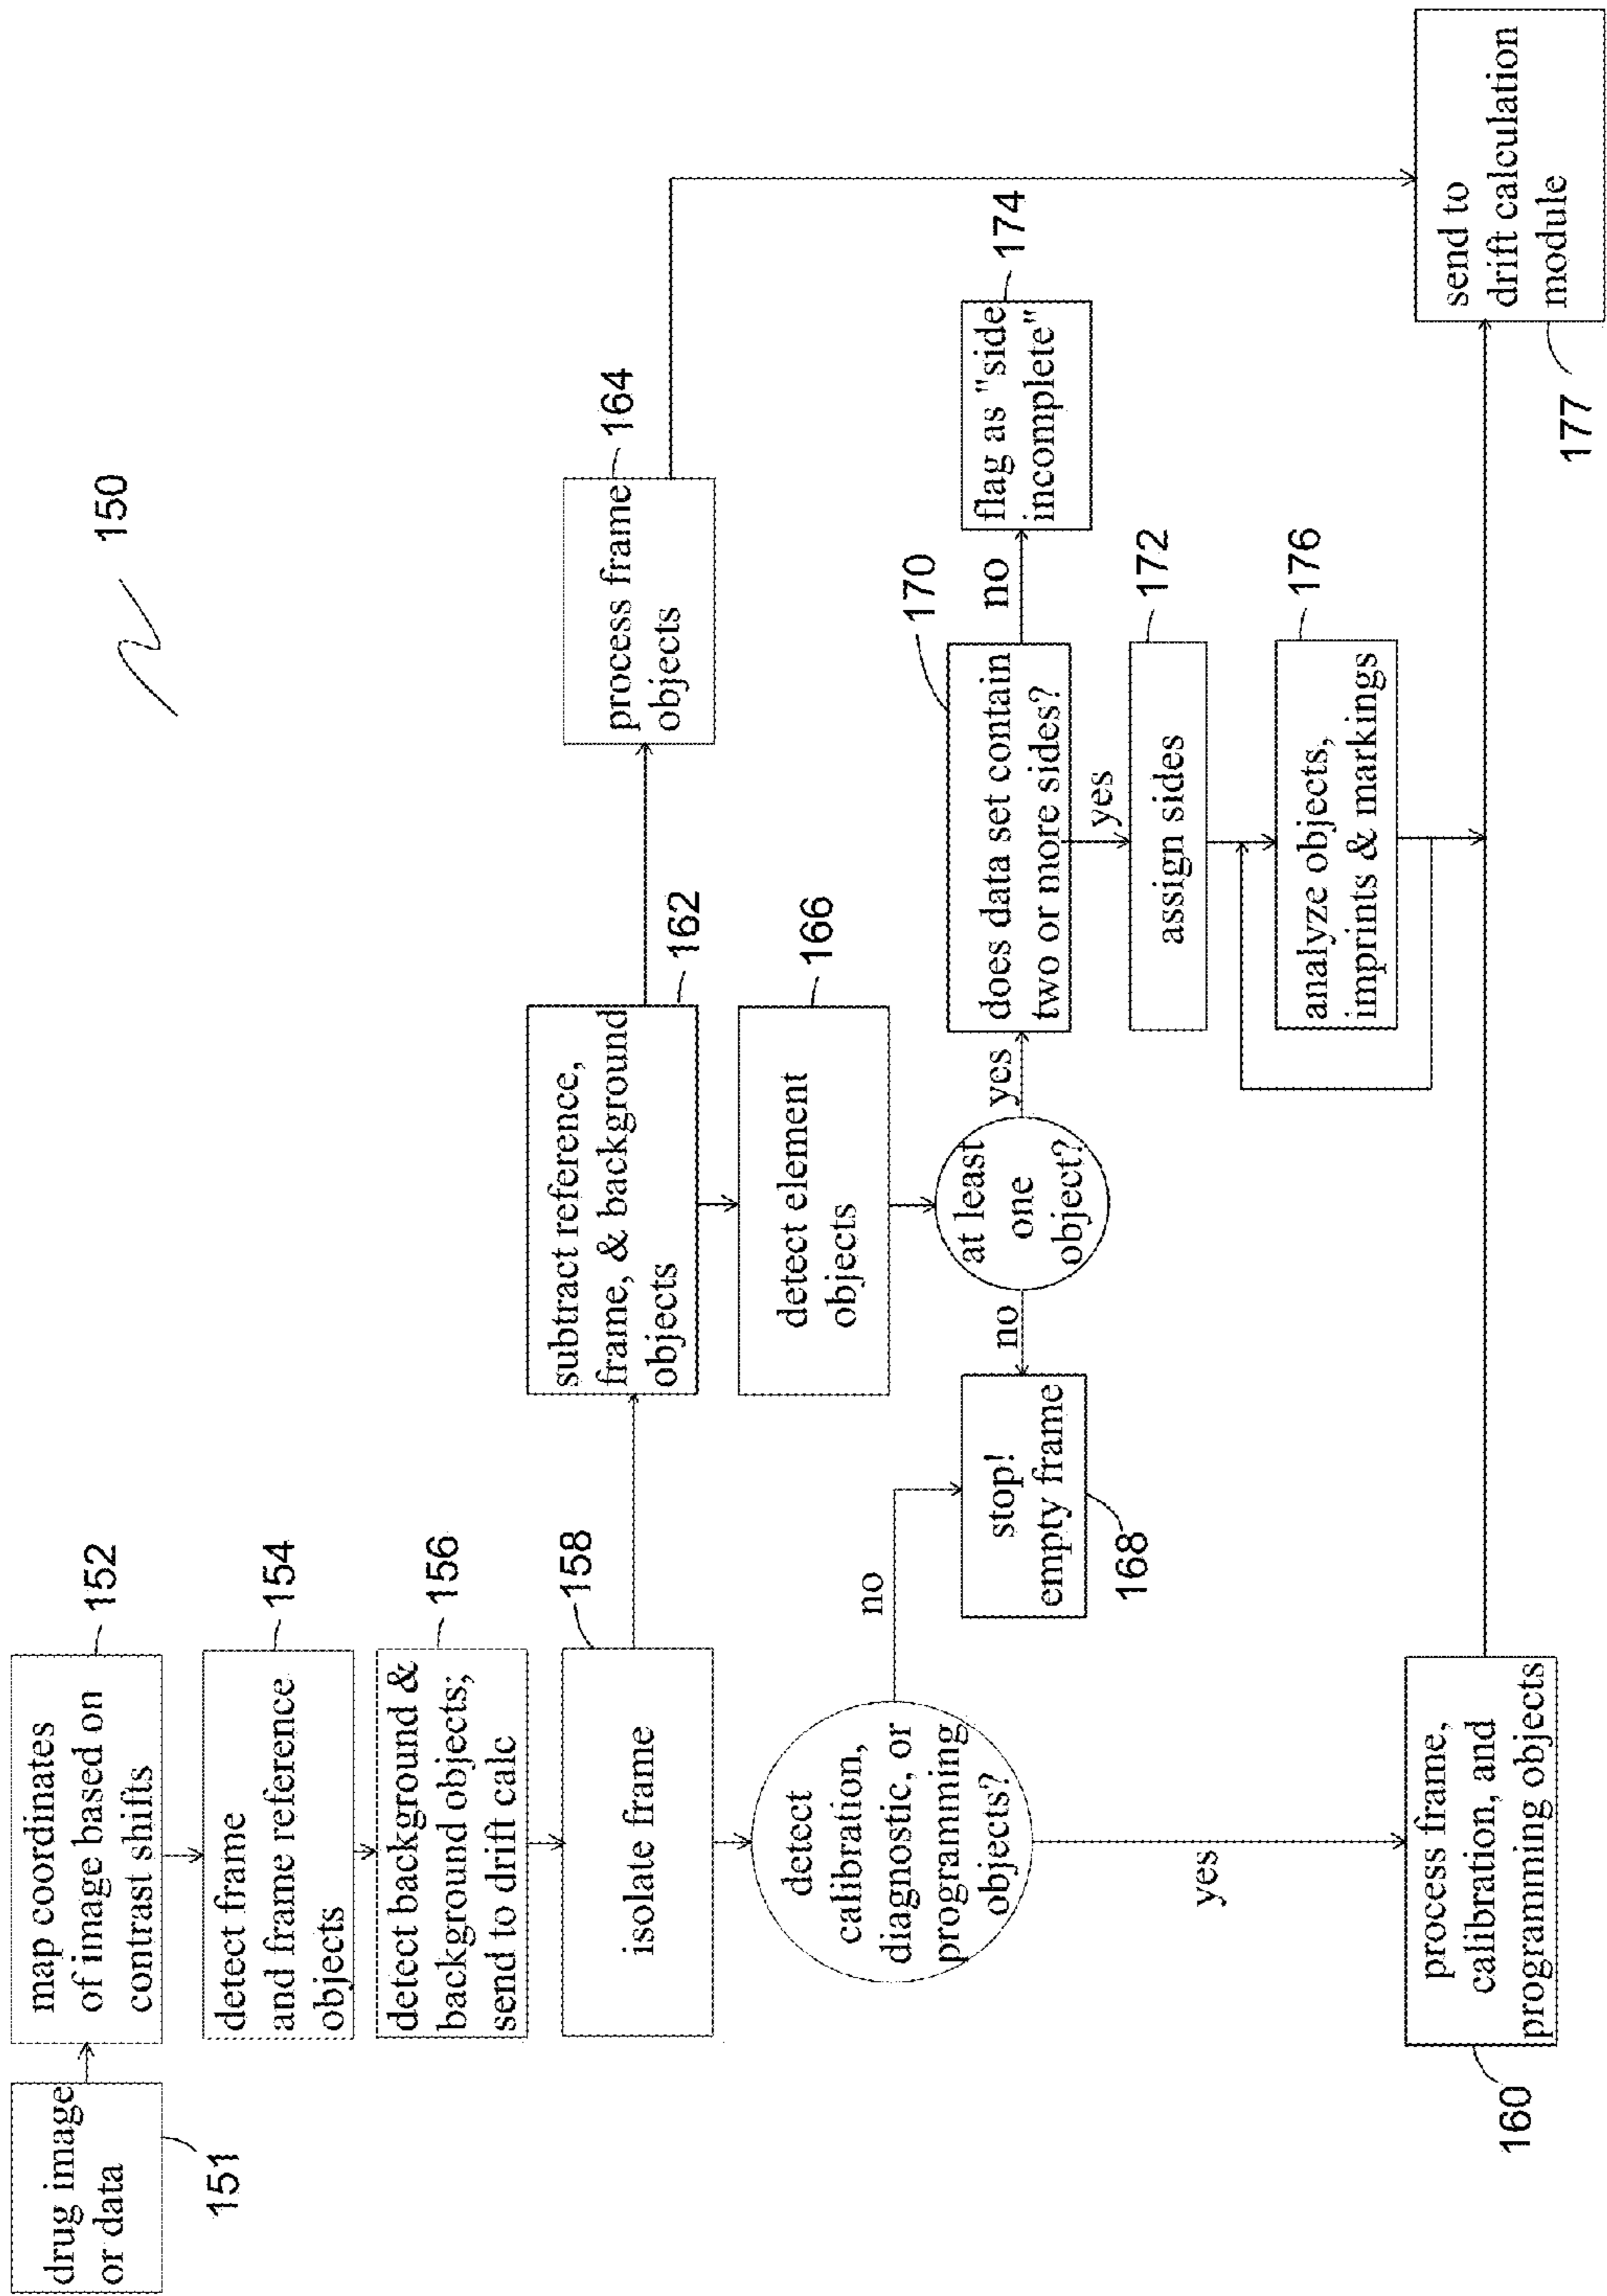 150
drug image
or data
151
map coordinates
of image based on
contrast shifts
152
detect frame
and frame reference
objects
154
detect background &
background objects;
send to drift calc
156
isolate frame
158
detect
calibration,
diagnostic, or
programming
objects?
no
yes
process frame,
calibration, and
programming objects
160
subtract reference,
frame, & background
objects
162
process frame
objects
164
detect element
objects
166
at least
one
object?
no
yes
stop!
empty frame
168
does data set contain
two or more sides?
170
no
yes
flag as "side
incomplete"
174
assign sides
172
analyze objects,
imprints & markings
176
send to
drift calculation
module
177